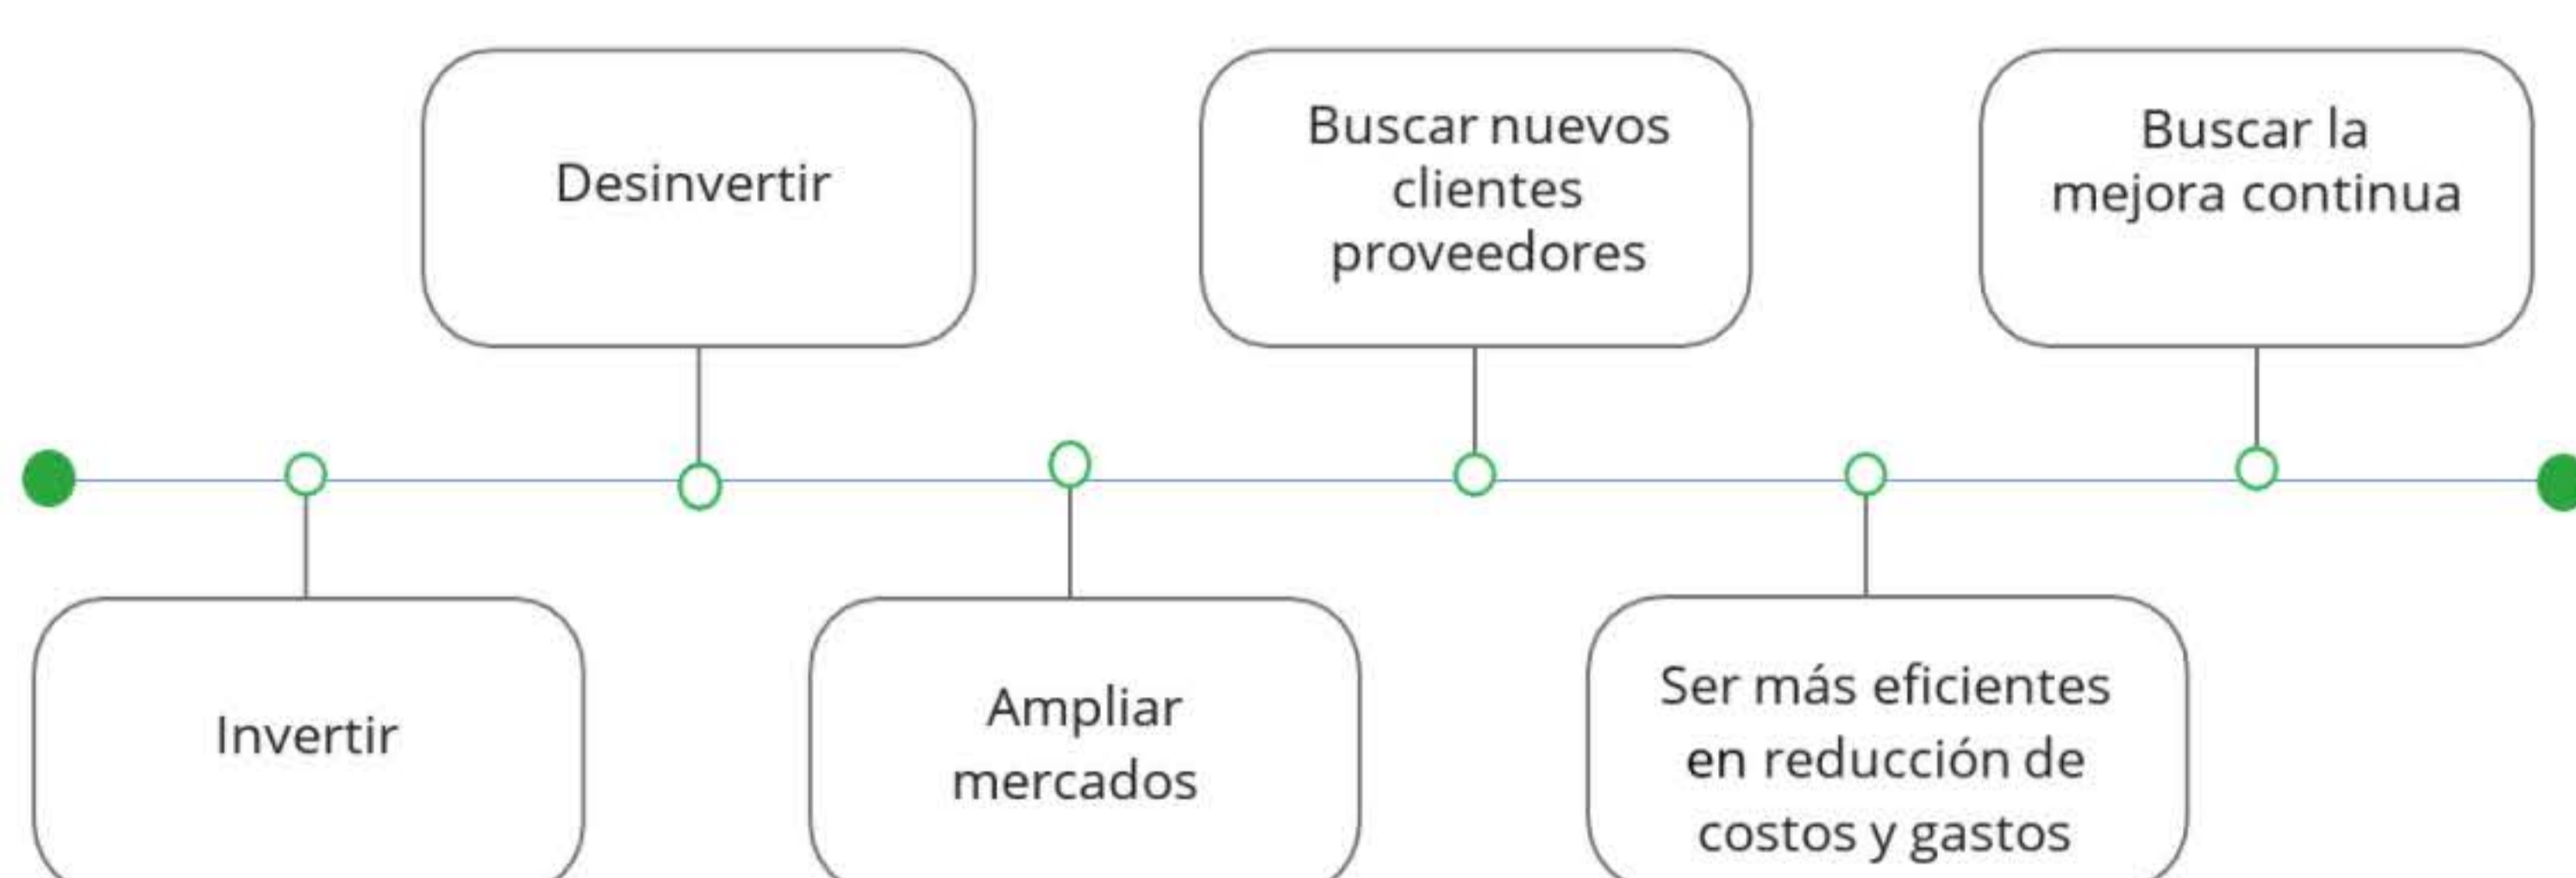 Desinvertir
Buscar nuevos
clientes
proveedores
Buscar la
mejora continua
Invertir
Ampliar
mercados
Ser más eficientes
en reducción de
costos y gastos